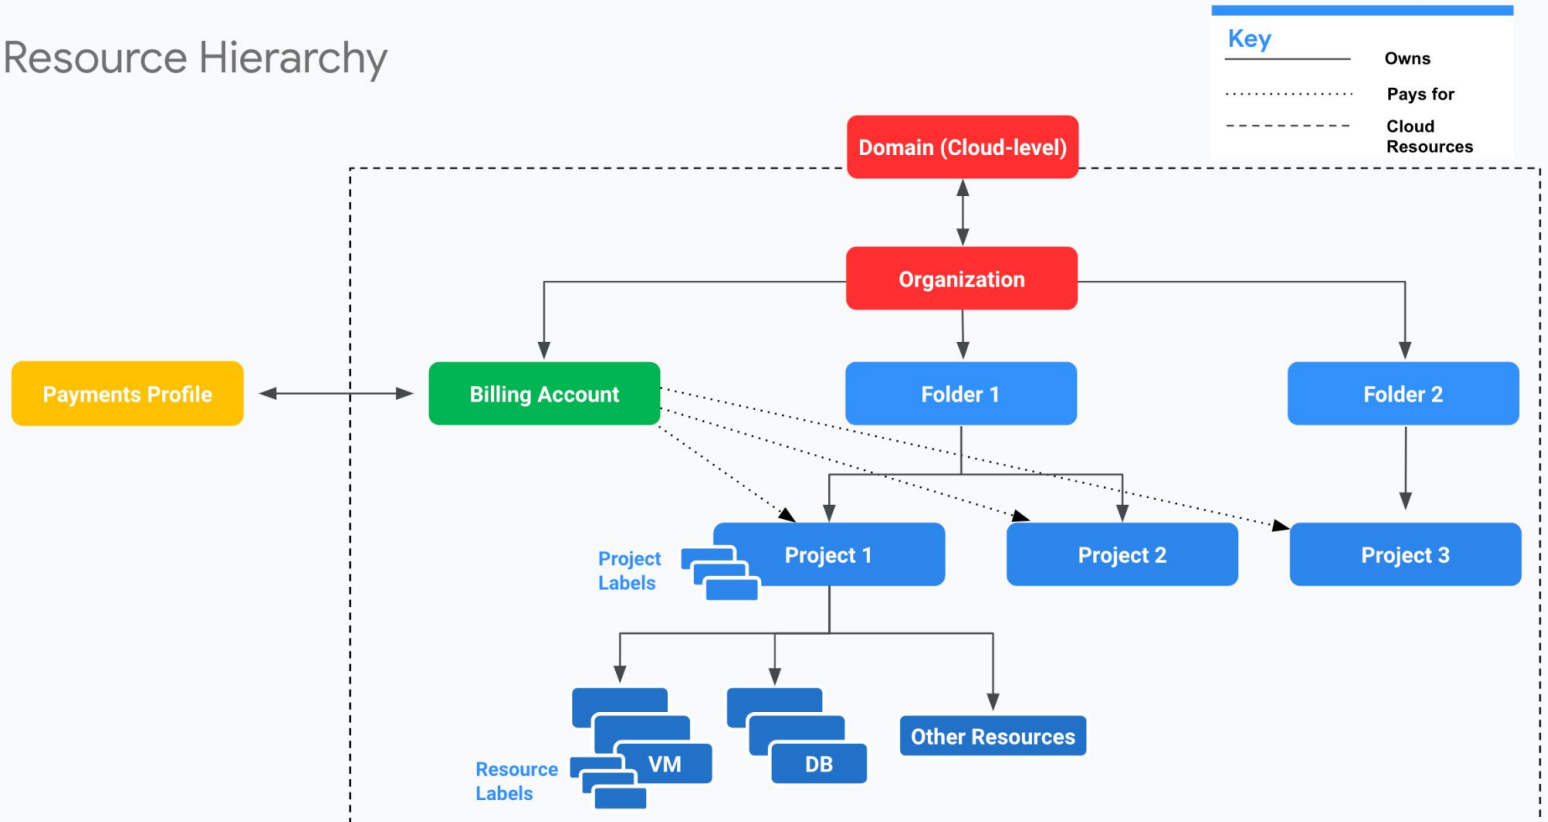 Resource Hierarchy
Key
Owns
Pays for
Cloud
Resources
Domain (Cloud-level)
Organization
Payments Profile
Billing Account
Folder 1
Folder 2
Project
Labels
Project 1
Project 2
Project 3
Resource
Labels
VM
DB
Other Resources